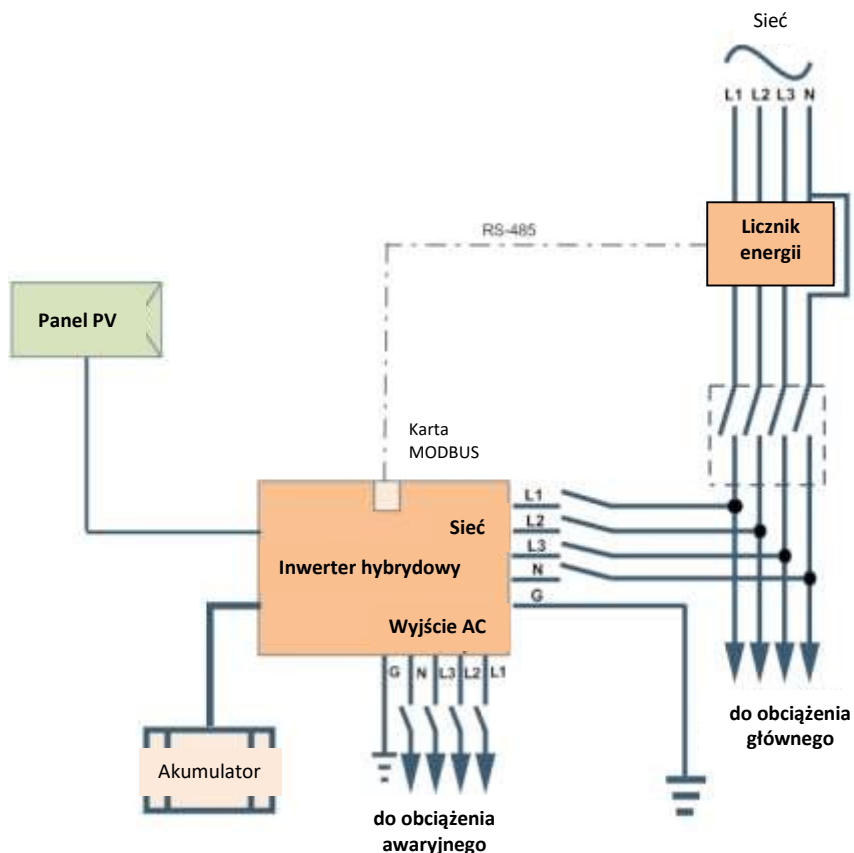 Sieć
L1 L2 L3 N
Licznik
energii
RS-485
Panel PV
Karta
MODBUS
L1
Sieć
L2
L3
Inwerter hybrydowy
N
G
Wyjście AC
G N L3 L2 L1
do obciążenia
głównego
Akumulator
do obciążenia
awaryjnego